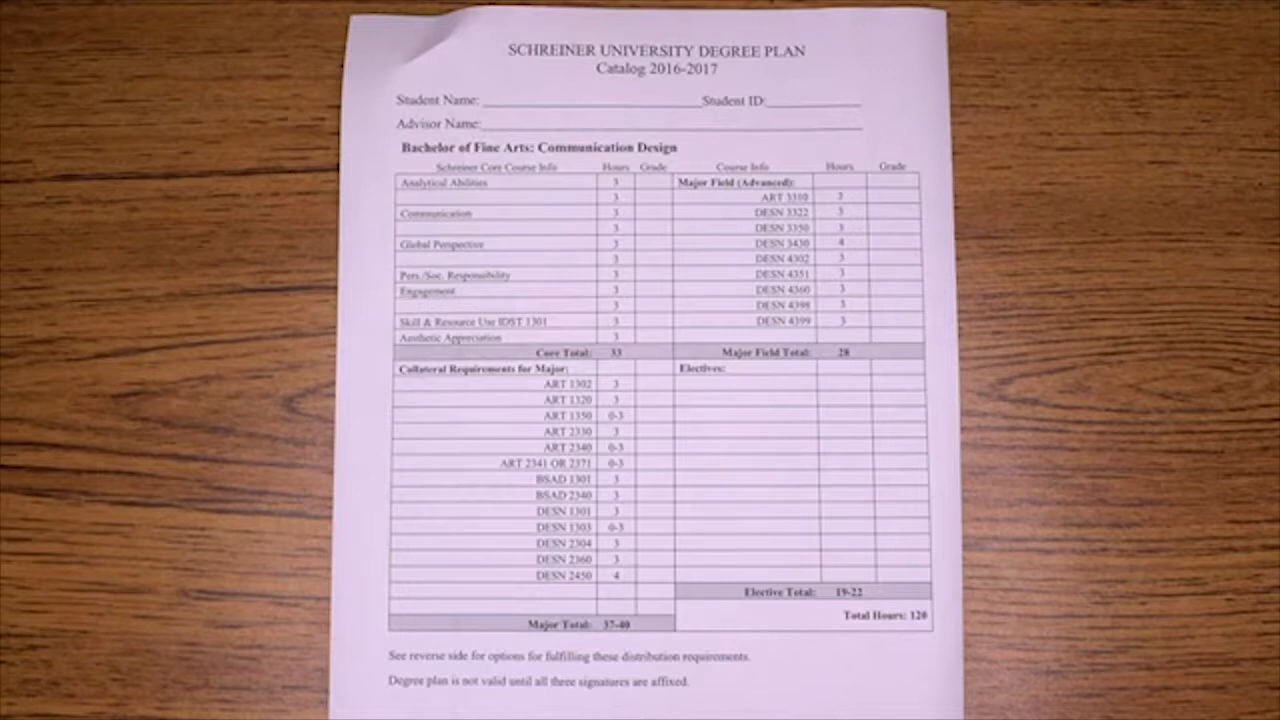 SCHREINER UNIVERSITY DEGREE PLAN
Catalog 2016-2017
Student Name: Student ID:
Advisor Name:
Bachelor of Fine Arts: Communication Design
Schreiner Core Course Info Hours Grade
Analytical Abilities 3
3
Communication 3
3
Global Perspective 3
3
Pers./Soc. Responsibility 3
Engagement 3
3
Skill & Resource Use IDST 1301 3
Aesthetic Appreciation 3
Core Total: 33
Collateral Requirements for Major:
ART 1302 3
ART 1320 3
ART 1350 0-3
ART 2330 3
ART 2340 0-3
ART 2341 OR 2371 0-3
BSAD 1301 3
BSAD 2340 3
DESN 1301 3
DESN 1303 0-3
DESN 2304 3
DESN 2360 3
DESN 2450 4
Major Total: 37-40
Course Info Hours Grade
Major Field (Advanced):
ART 3310 3
DESN 3322 3
DESN 3350 3
DESN 3430 4
DESN 4302 3
DESN 4351 3
DESN 4360 3
DESN 4398 3
DESN 4399 3
Major Field Total: 28
Electives:
Elective Total: 19-22
Total Hours: 120
See reverse side for options for fulfilling these distribution requirements.
Degree plan is not valid until all three signatures are affixed.